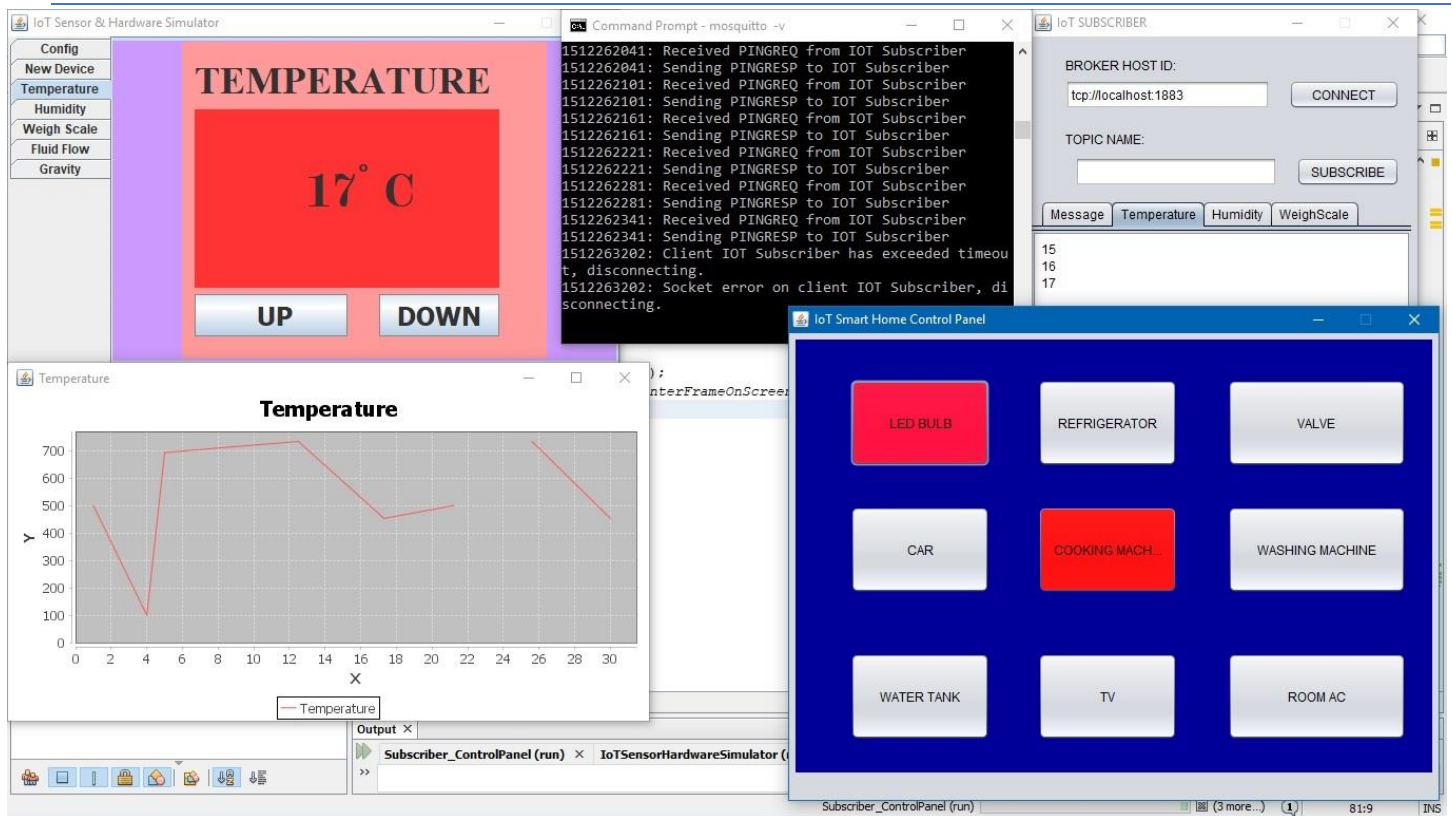 IoT Sensor & Hardware Simulator
Config
New Device
Temperature
Humidity
Weigh Scale
Fluid Flow
Gravity
TEMPERATURE
17° C
UP
DOWN
Command Prompt - mosquitto -v
1512262041: Received PINGREQ from IOT Subscriber
1512262041: Sending PINGRESP to IOT Subscriber
1512262101: Received PINGREQ from IOT Subscriber
1512262101: Sending PINGRESP to IOT Subscriber
1512262161: Received PINGREQ from IOT Subscriber
1512262161: Sending PINGRESP to IOT Subscriber
1512262221: Received PINGREQ from IOT Subscriber
1512262221: Sending PINGRESP to IOT Subscriber
1512262281: Received PINGREQ from IOT Subscriber
1512262281: Sending PINGRESP to IOT Subscriber
1512262341: Received PINGREQ from IOT Subscriber
1512262341: Sending PINGRESP to IOT Subscriber
1512263202: Client IOT Subscriber has exceeded timeou
t, disconnecting.
1512263202: Socket error on client IOT Subscriber, di
sconnecting.
IoT SUBSCRIBER
BROKER HOST ID:
tcp://localhost:1883
CONNECT
TOPIC NAME:
SUBSCRIBE
Message Temperature Humidity WeighScale
15
16
17
);
nterFrameOnScreen
Temperature
Temperature
700
600
500
400
300
200
100
0
Y
0 2 4 6 8 10 12 14 16 18 20 22 24 26 28 30
X
Temperature
IoT Smart Home Control Panel
LED BULB REFRIGERATOR VALVE
CAR COOKING MACH... WASHING MACHINE
WATER TANK TV ROOM AC
Output
Subscriber_ControlPanel (run) IoTSensorHardwareSimulator (
Subscriber_ControlPanel (run) (3 more...) 1 81:9 INS